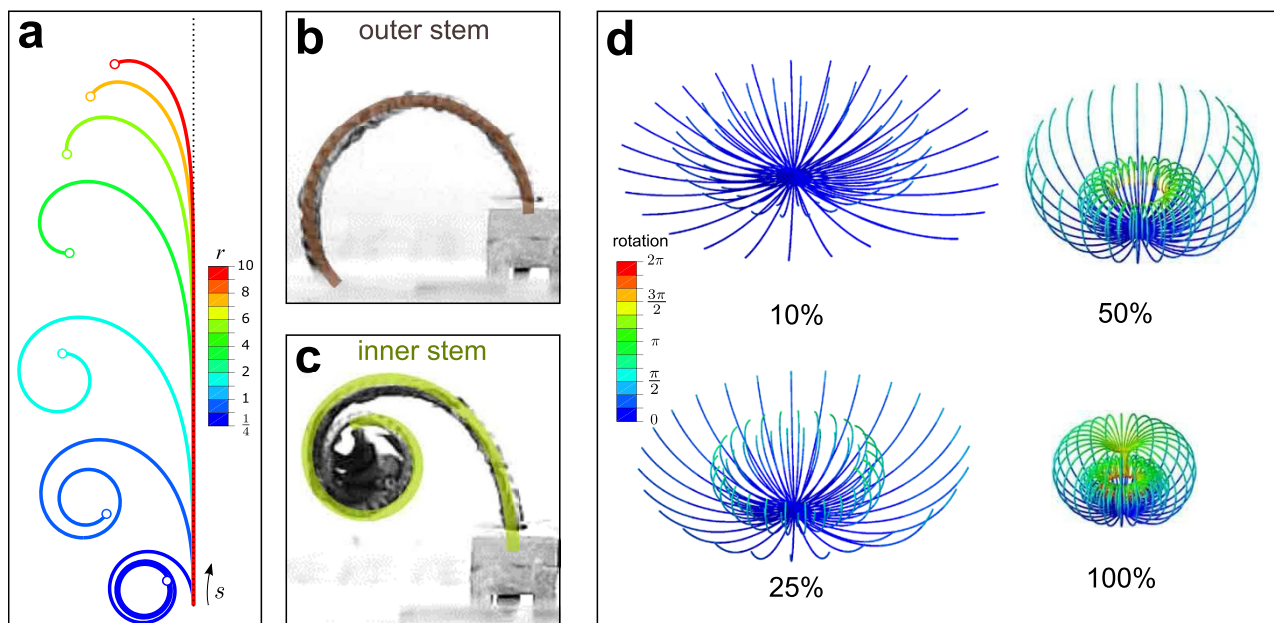 a
r
10
8
6
4
2
1
1/4
s
b
outer stem
c
inner stem
d
rotation
2π
3π/2
π
π/2
0
10%
50%
25%
100%